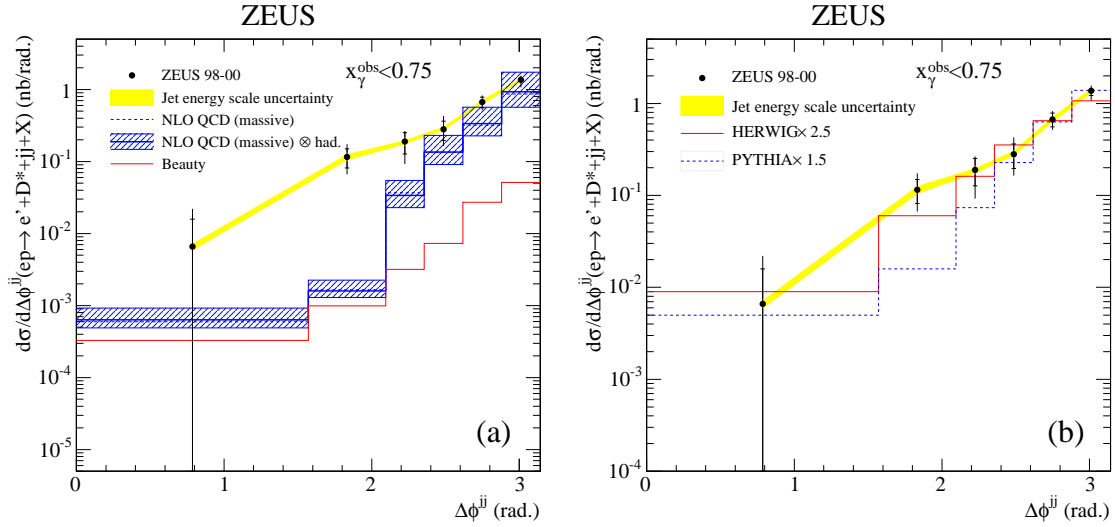 ZEUS
dσ/dΔϕ^jj(ep→ e’+D*+jj+X) (nb/rad.)
x_γ^obs<0.75
ZEUS 98-00
Jet energy scale uncertainty
NLO QCD (massive)
NLO QCD (massive) ⊗ had.
Beauty
1
10^-1
10^-2
10^-3
10^-4
10^-5
(a)
0 1 2 3
Δϕ^jj (rad.)
ZEUS
dσ/dΔϕ^jj(ep→ e’+D*+jj+X) (nb/rad.)
x_γ^obs<0.75
ZEUS 98-00
Jet energy scale uncertainty
HERWIG× 2.5
PYTHIA× 1.5
10
1
10^-1
10^-2
10^-3
10^-4
(b)
0 1 2 3
Δϕ^jj (rad.)